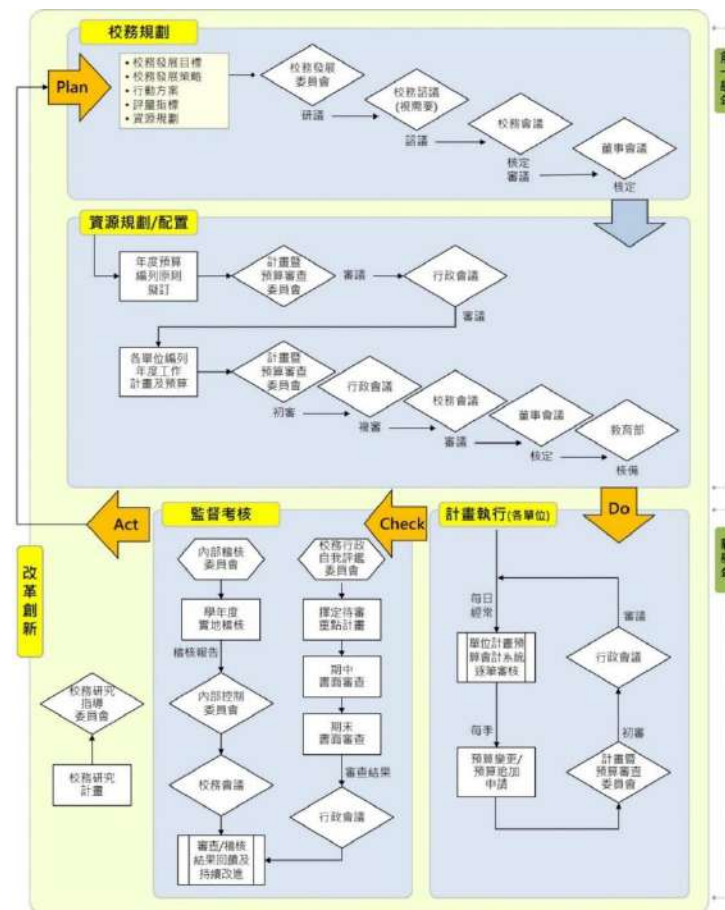 校務規劃
Plan
• 校務發展目標
• 校務發展策略
• 行動方案
• 評量指標
• 資源規劃
校務發展
委員會
研議
校務諮議
(視需要)
諮議
校務會議
核定
審議
董事會議
核定
資源規劃/配置
年度預算
編列原則
擬訂
計畫暨
預算審查
委員會
審議
行政會議
審議
各單位編列
年度工作
計畫及預算
計畫暨
預算審查
委員會
初審
行政會議
複審
校務會議
審議
董事會議
核定
教育部
核備
Act
監督考核
Check
計畫執行(各單位)
Do
改革創新
內部稽核
委員會
學年度
實地稽核
稽核報告
內部控制
委員會
校務會議
審查/稽核
結果回饋及
持續改進
校務行政
自我評鑑
委員會
擇定待審
重點計畫
期中
書面審查
期末
書面審查
審查結果
行政會議
校務研究
指導
委員會
校務研究
計畫
每日
經常
單位計畫預
算會計系統
逐筆審核
每季
預算變更/
預算追加
申請
審議
行政會議
初審
計畫暨
預算審查
委員會